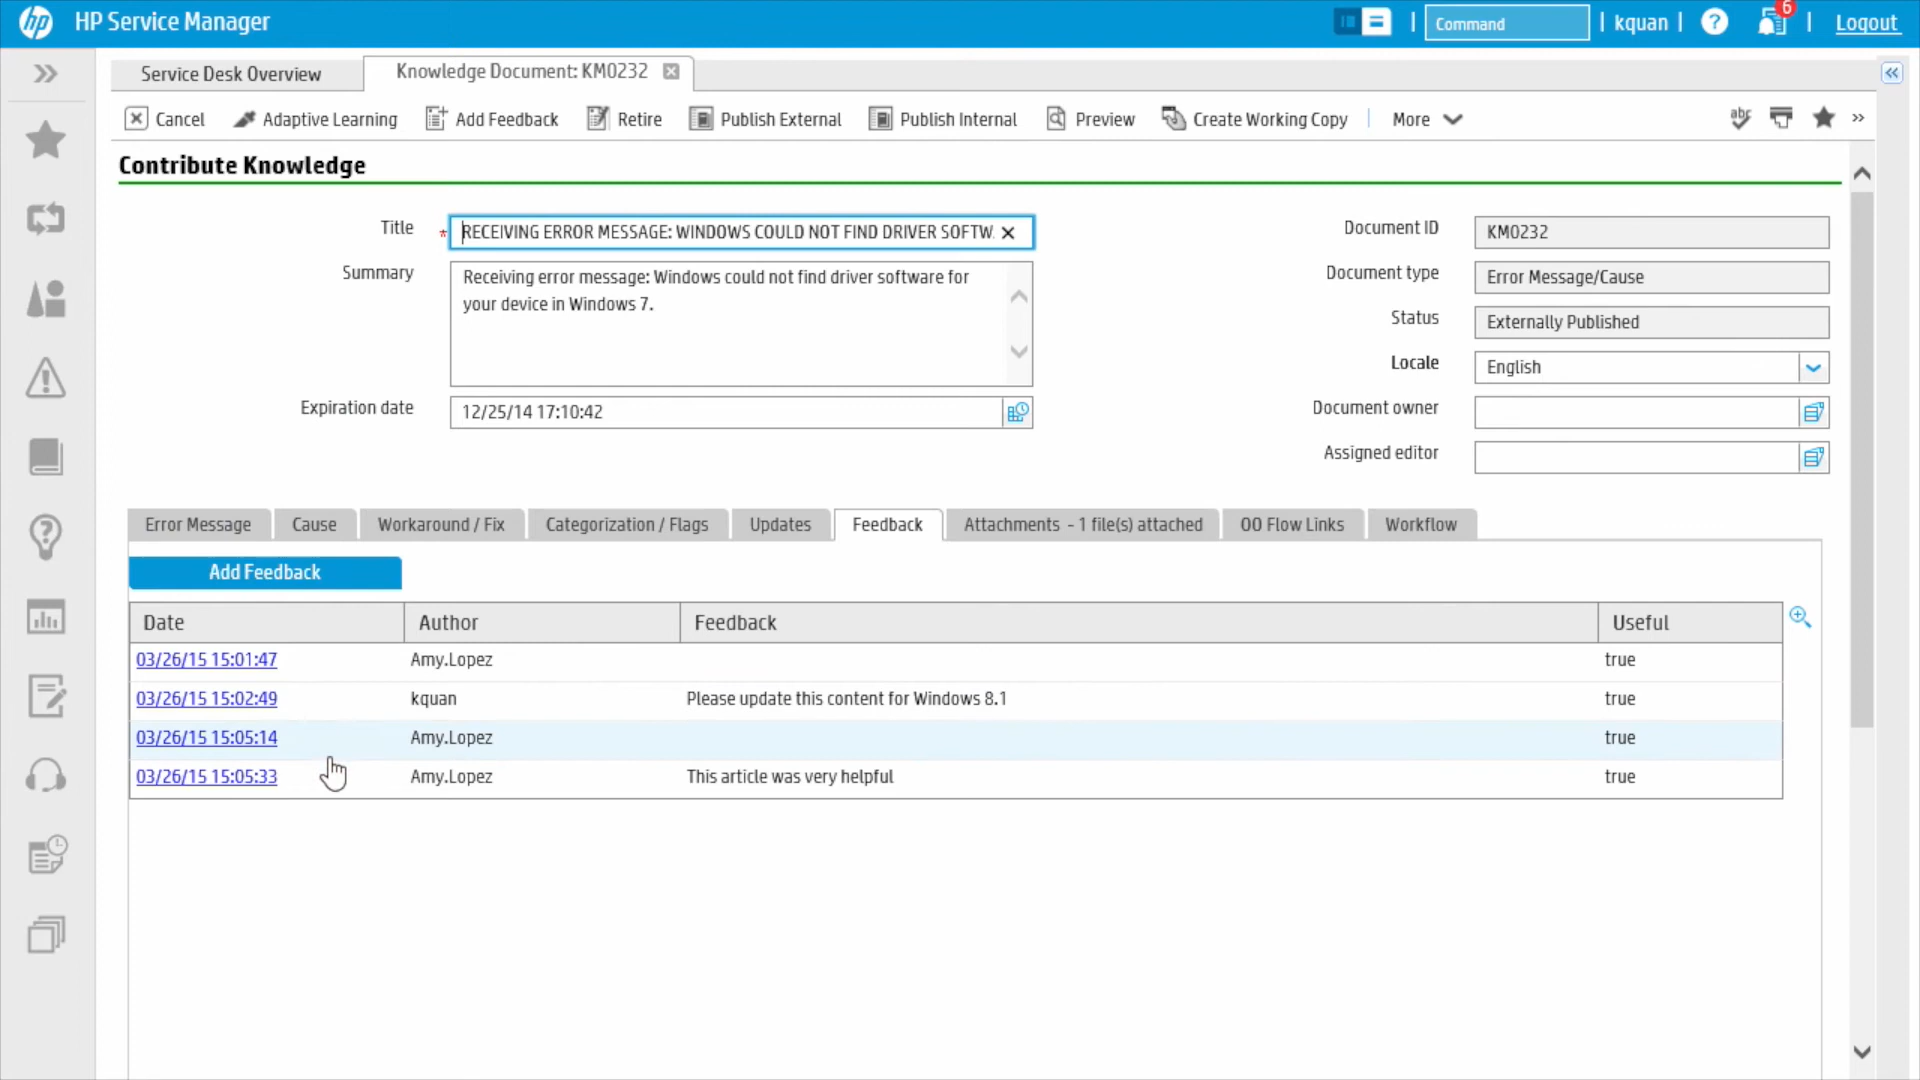 hp HP Service Manager Command kquan ? 6 Logout
Service Desk Overview Knowledge Document: KM0232
Cancel Adaptive Learning Add Feedback Retire Publish External Publish Internal Preview Create Working Copy More abc
Contribute Knowledge
Title * RECEIVING ERROR MESSAGE: WINDOWS COULD NOT FIND DRIVER SOFTW
Document ID KM0232
Summary Receiving error message: Windows could not find driver software for
your device in Windows 7.
Document type Error Message/Cause
Status Externally Published
Locale English
Expiration date 12/25/14 17:10:42
Document owner
Assigned editor
Error Message Cause Workaround / Fix Categorization / Flags Updates Feedback Attachments - 1 file(s) attached OO Flow Links Workflow
Add Feedback
Date Author Feedback Useful
03/26/15 15:01:47 Amy.Lopez true
03/26/15 15:02:49 kquan Please update this content for Windows 8.1 true
03/26/15 15:05:14 Amy.Lopez true
03/26/15 15:05:33 Amy.Lopez This article was very helpful true